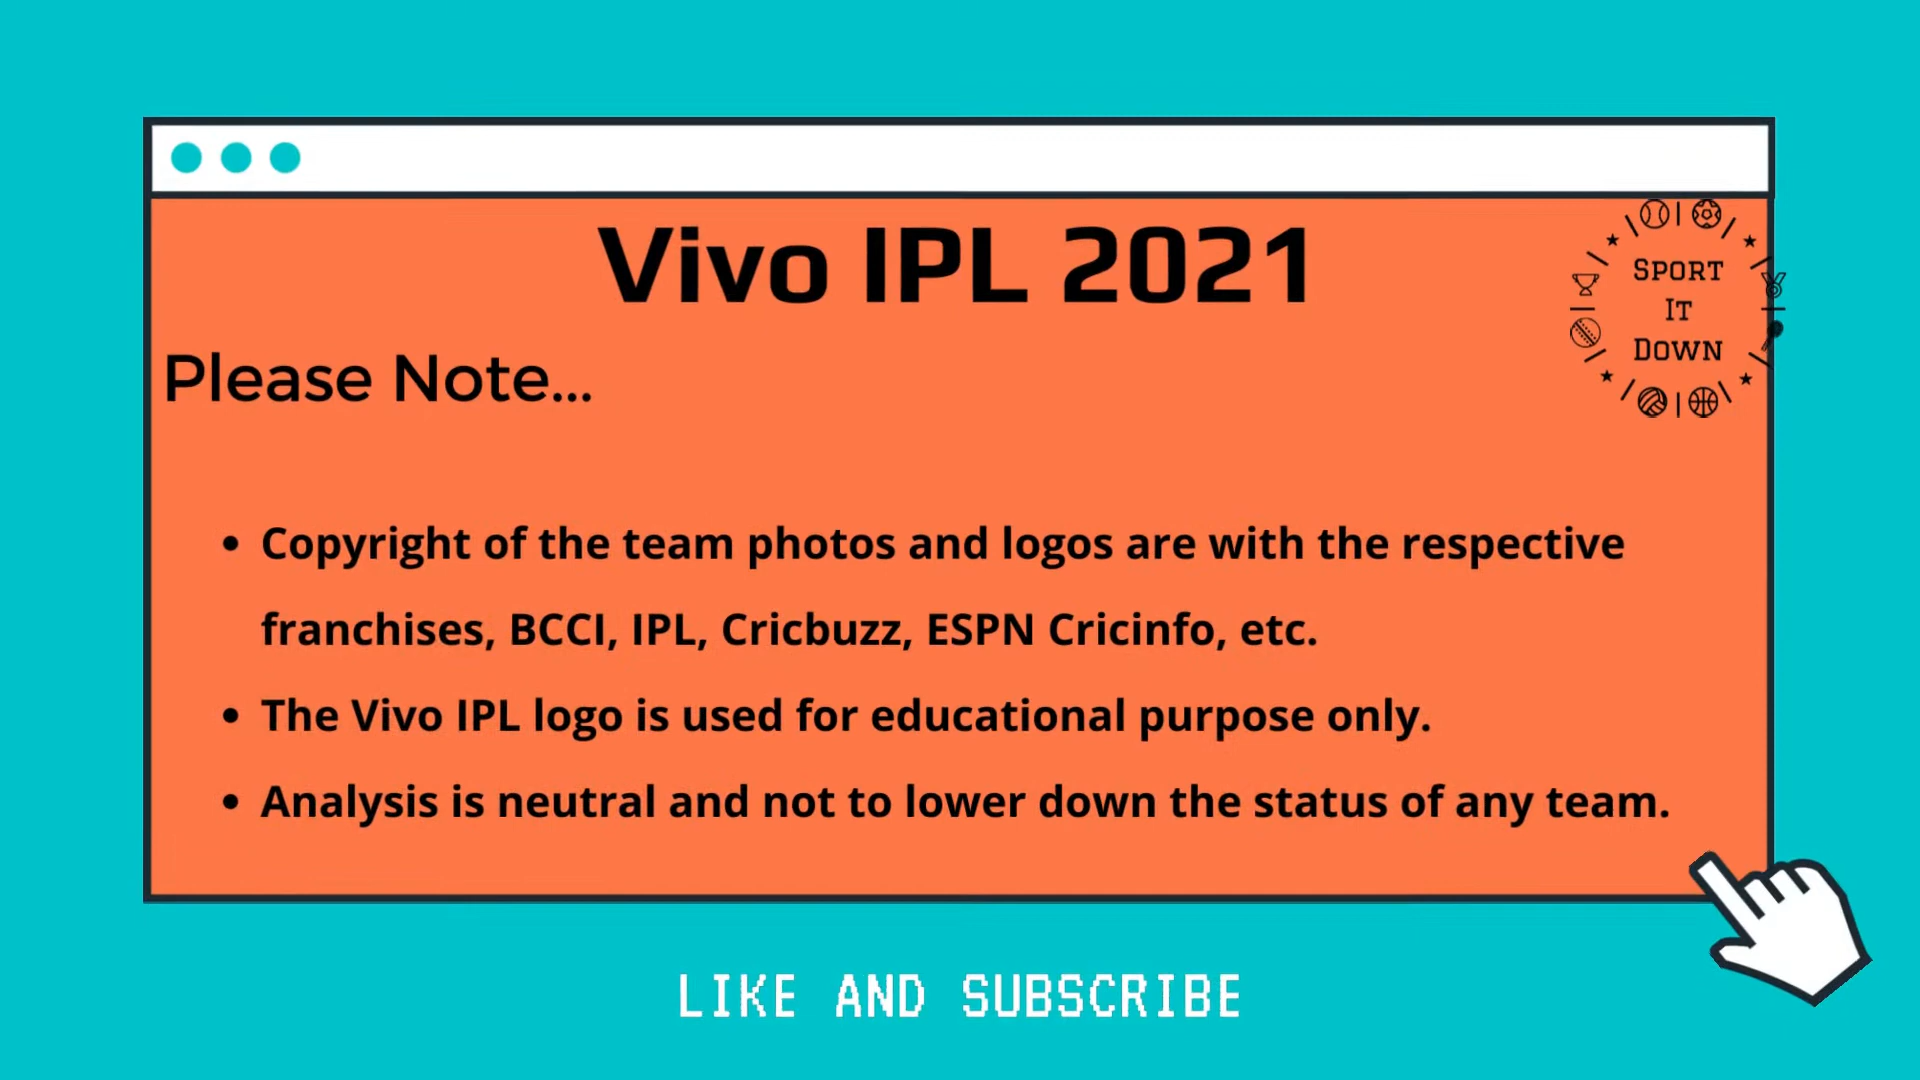 Vivo IPL 2021
Sport
It
Down
Please Note...
• Copyright of the team photos and logos are with the respective
franchises, BCCI, IPL, Cricbuzz, ESPN Cricinfo, etc.
• The Vivo IPL logo is used for educational purpose only.
• Analysis is neutral and not to lower down the status of any team.
LIKE AND SUBSCRIBE